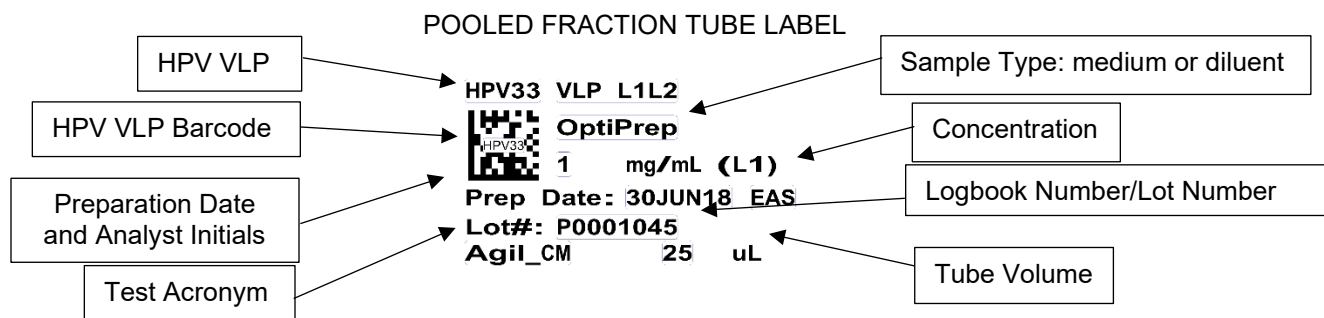 POOLED FRACTION TUBE LABEL
HPV VLP
Sample Type: medium or diluent
HPV33 VLP L1L2
HPV VLP Barcode
OptiPrep
HPV33
Concentration
1 mg/mL (L1)
Preparation Date
and Analyst Initials
Logbook Number/Lot Number
Prep Date: 30JUN18 EAS
Lot#: P0001045
Agil_CM 25 uL
Tube Volume
Test Acronym